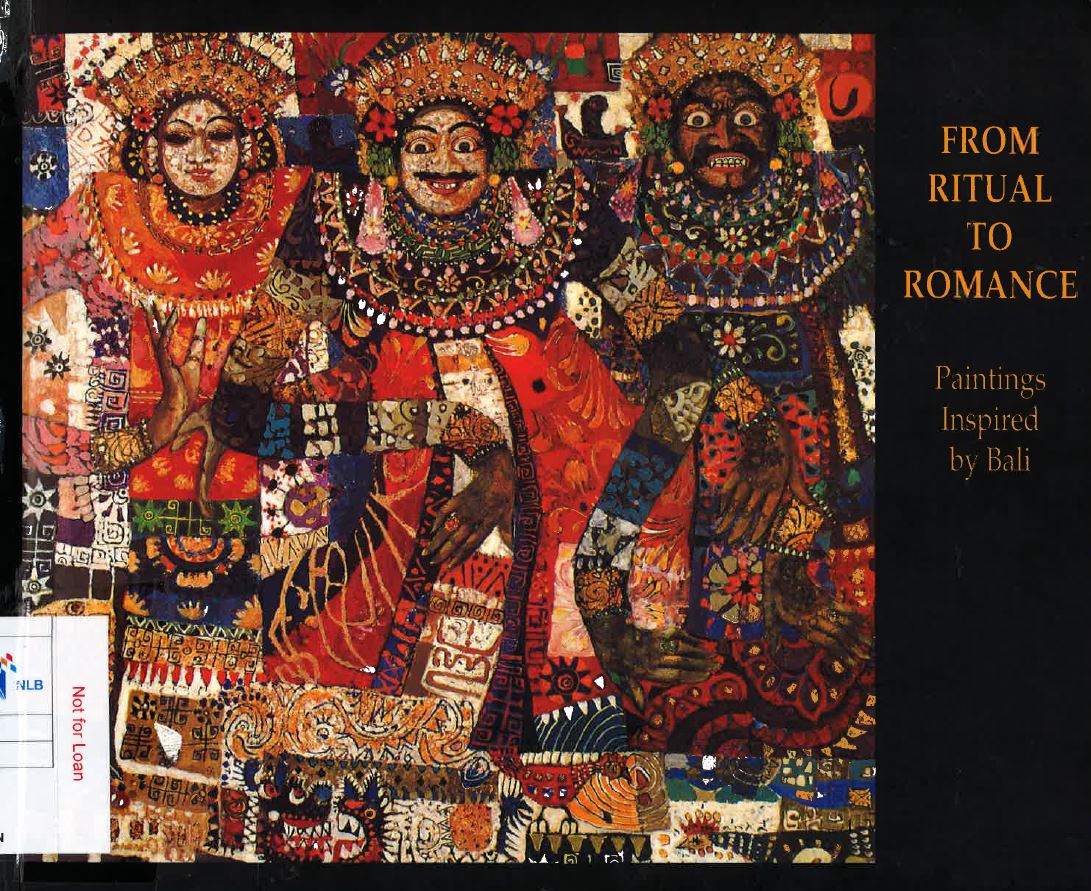 FROM
RITUAL
TO
ROMANCE
Paintings
Inspired
by Bali
NLB
Not for Loan
N